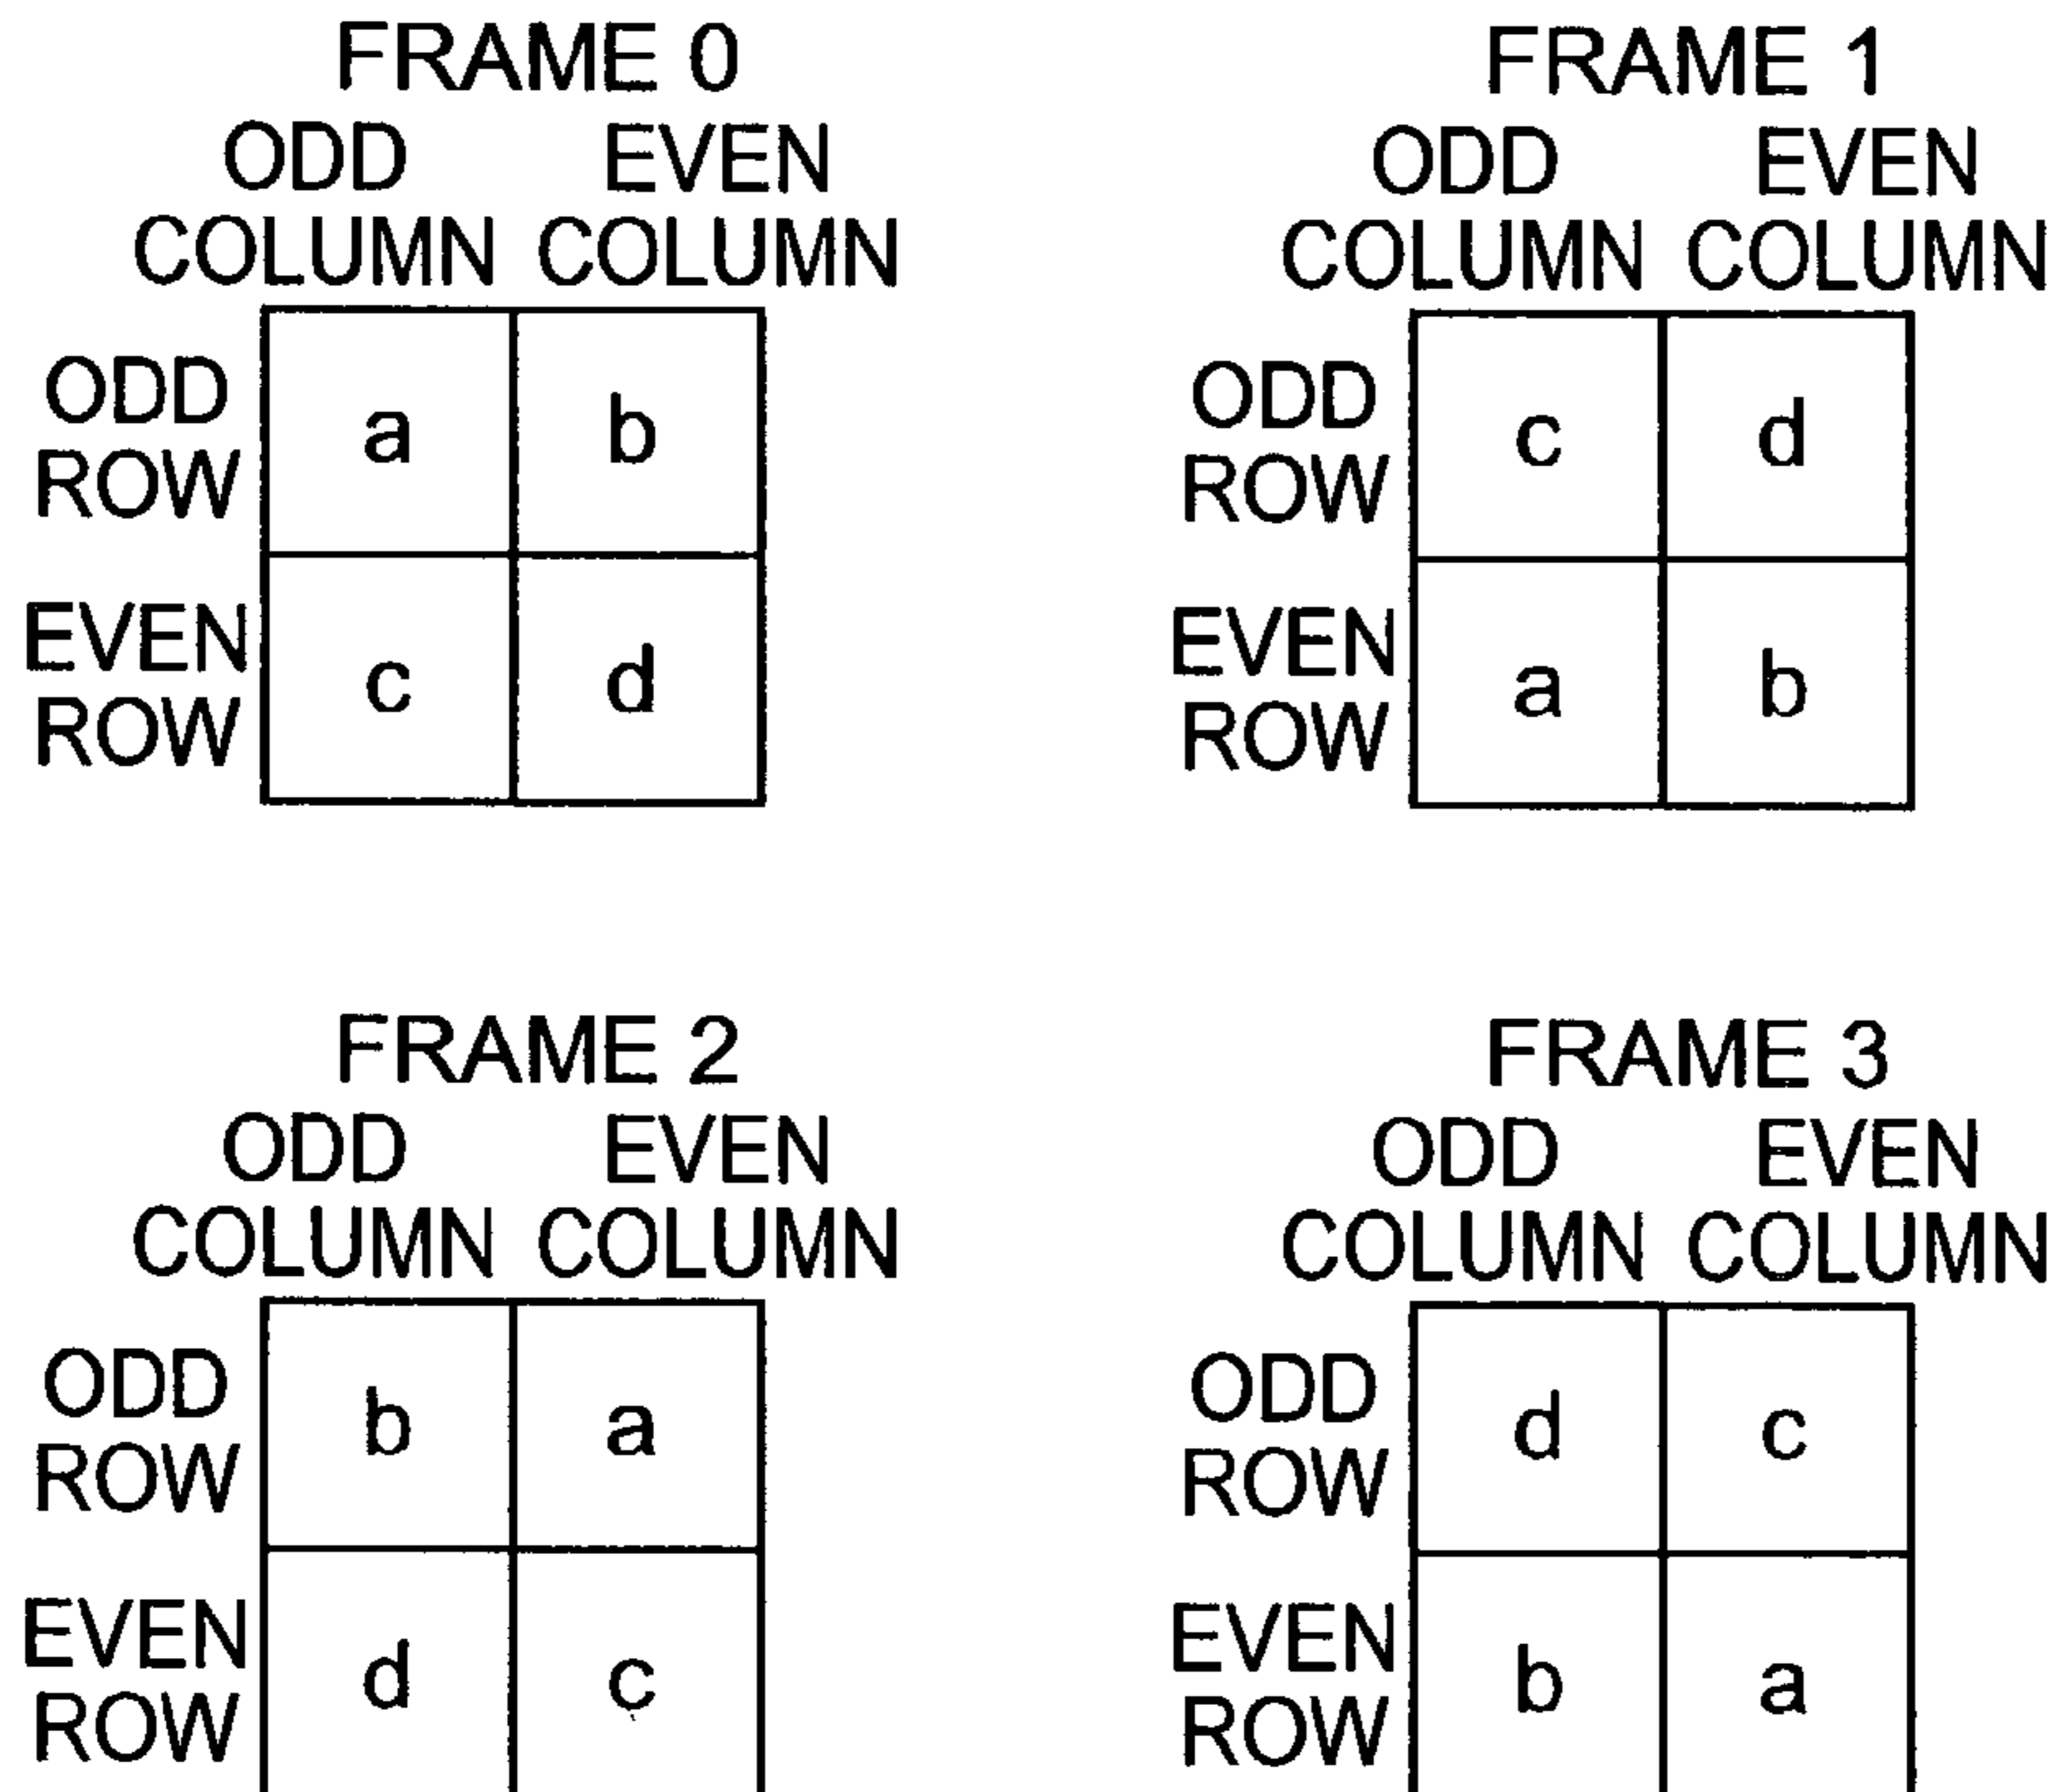 FRAME 0
ODD EVEN
COLUMN COLUMN
ODD
ROW
a b
EVEN
ROW
c d
FRAME 1
ODD EVEN
COLUMN COLUMN
ODD
ROW
c d
EVEN
ROW
a b
FRAME 2
ODD EVEN
COLUMN COLUMN
ODD
ROW
b a
EVEN
ROW
d c
FRAME 3
ODD EVEN
COLUMN COLUMN
ODD
ROW
d c
EVEN
ROW
b a